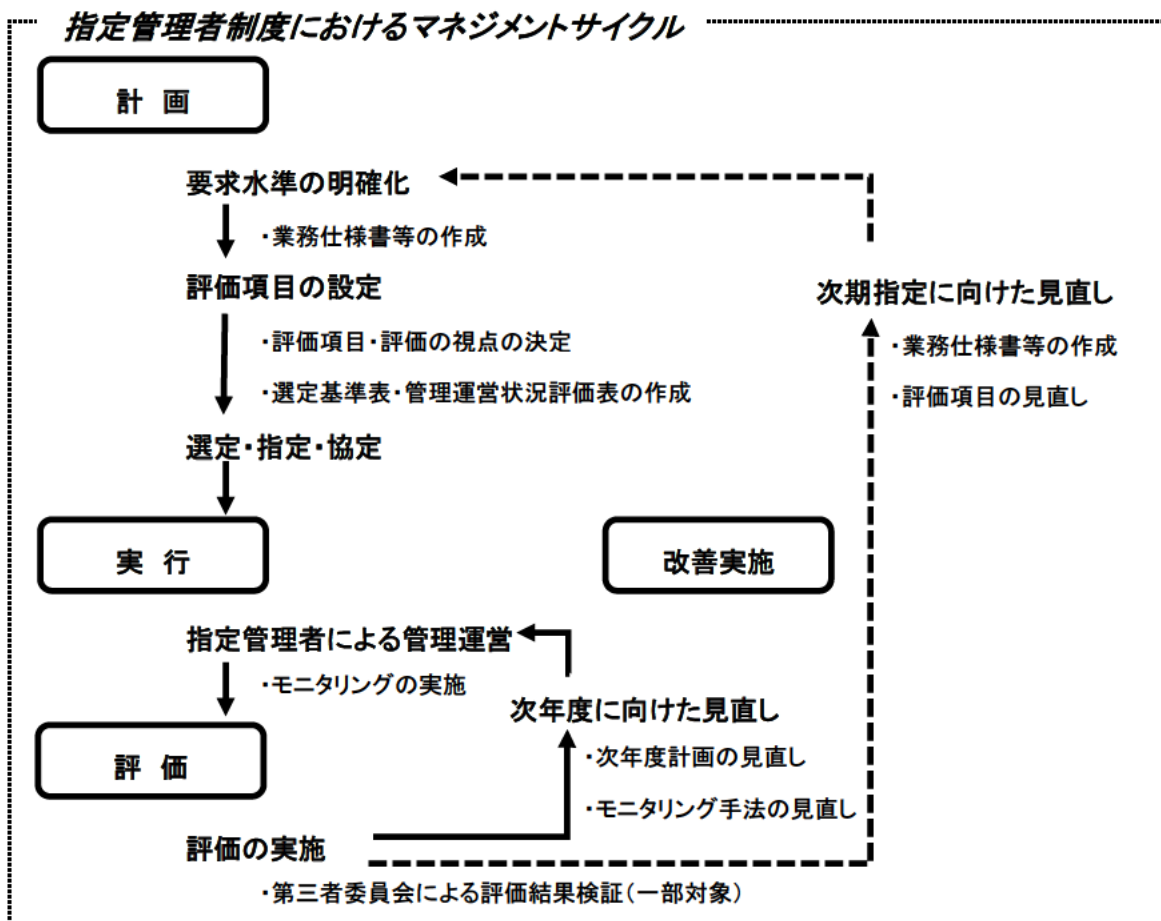 指定管理者制度におけるマネジメントサイクル
計 画
要求水準の明確化
・業務仕様書等の作成
評価項目の設定
・評価項目・評価の視点の決定
・選定基準表・管理運営状況評価表の作成
選定・指定・協定
次期指定に向けた見直し
・業務仕様書等の作成
・評価項目の見直し
実 行
改善実施
指定管理者による管理運営
・モニタリングの実施
次年度に向けた見直し
・次年度計画の見直し
・モニタリング手法の見直し
評 価
評価の実施
・第三者委員会による評価結果検証(一部対象)